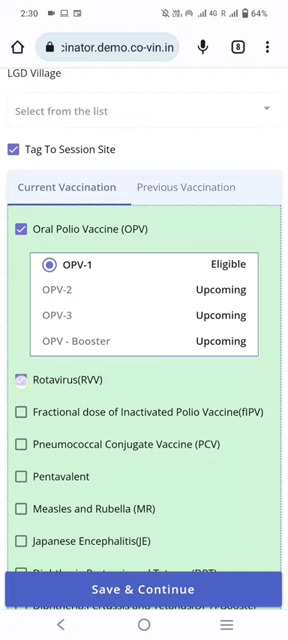 2:30
4G R 64%
cinator.demo.co-vin.in
8
LGD Village
Select from the list
Tag To Session Site
Current Vaccination Previous Vaccination
Oral Polio Vaccine (OPV)
OPV-1 Eligible
OPV-2 Upcoming
OPV-3 Upcoming
OPV - Booster Upcoming
Rotavirus(RVV)
Fractional dose of Inactivated Polio Vaccine(fIPV)
Pneumococcal Conjugate Vaccine (PCV)
Pentavalent
Measles and Rubella (MR)
Japanese Encephalitis(JE)
Save & Continue